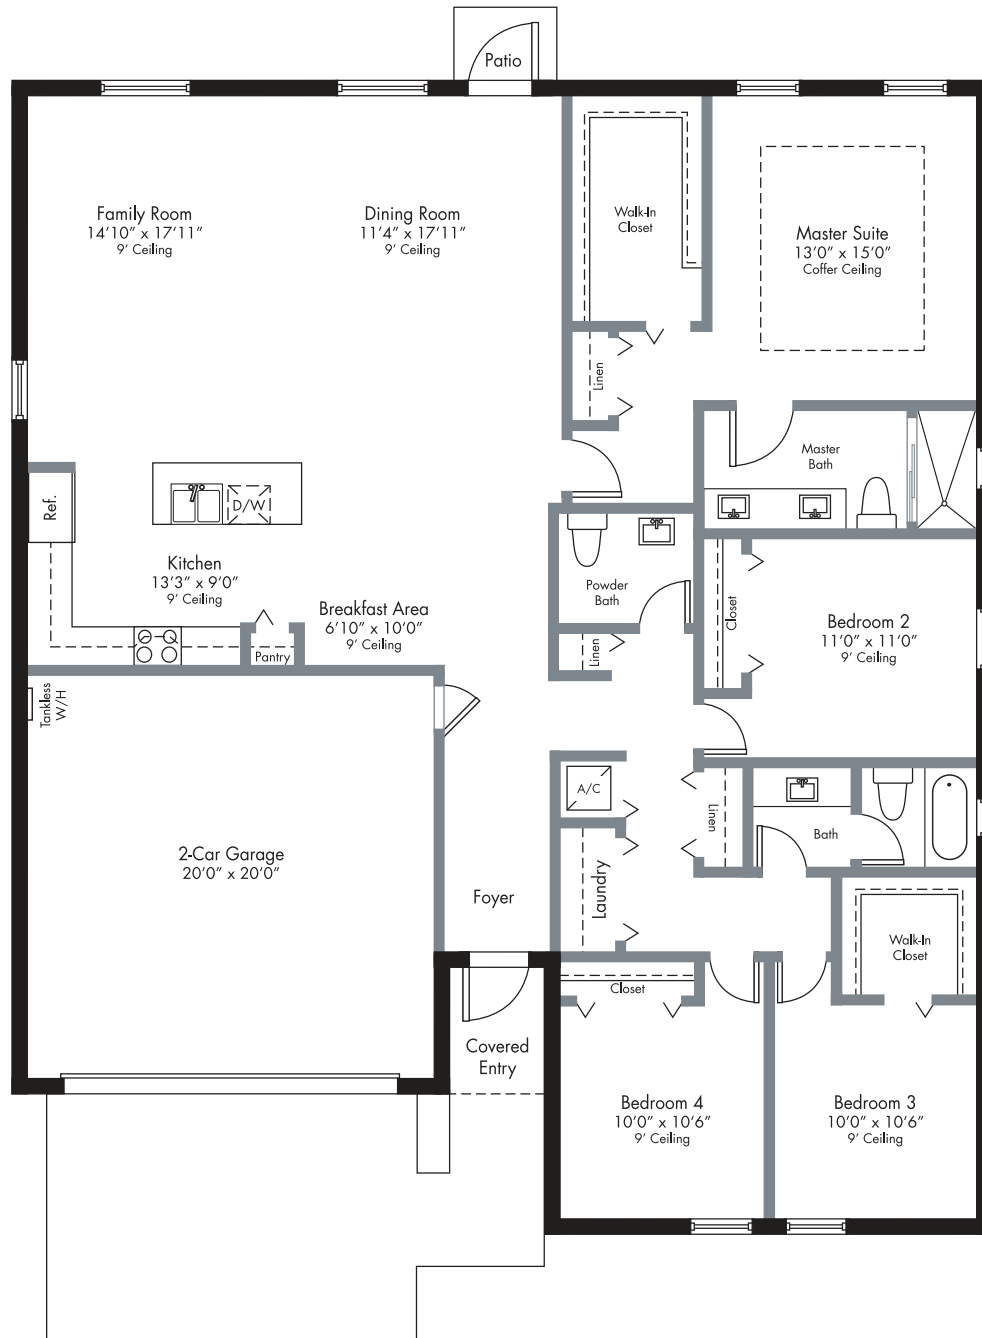 Patio
Family Room
14'10" x 17'11"
9' Ceiling
Dining Room
11'4" x 17'11"
9' Ceiling
Walk-In
Closet
Master Suite
13'0" x 15'0"
Coffer Ceiling
Linen
Master
Bath
Ref.
D/W
Kitchen
13'3" x 9'0"
9' Ceiling
Breakfast Area
6'10" x 10'0"
9' Ceiling
Pantry
Powder
Bath
Linen
Closet
Bedroom 2
11'0" x 11'0"
9' Ceiling
Tankless
W/H
A/C
Linen
Bath
2-Car Garage
20'0" x 20'0"
Foyer
Laundry
Walk-In
Closet
Closet
Covered
Entry
Bedroom 4
10'0" x 10'6"
9' Ceiling
Bedroom 3
10'0" x 10'6"
9' Ceiling